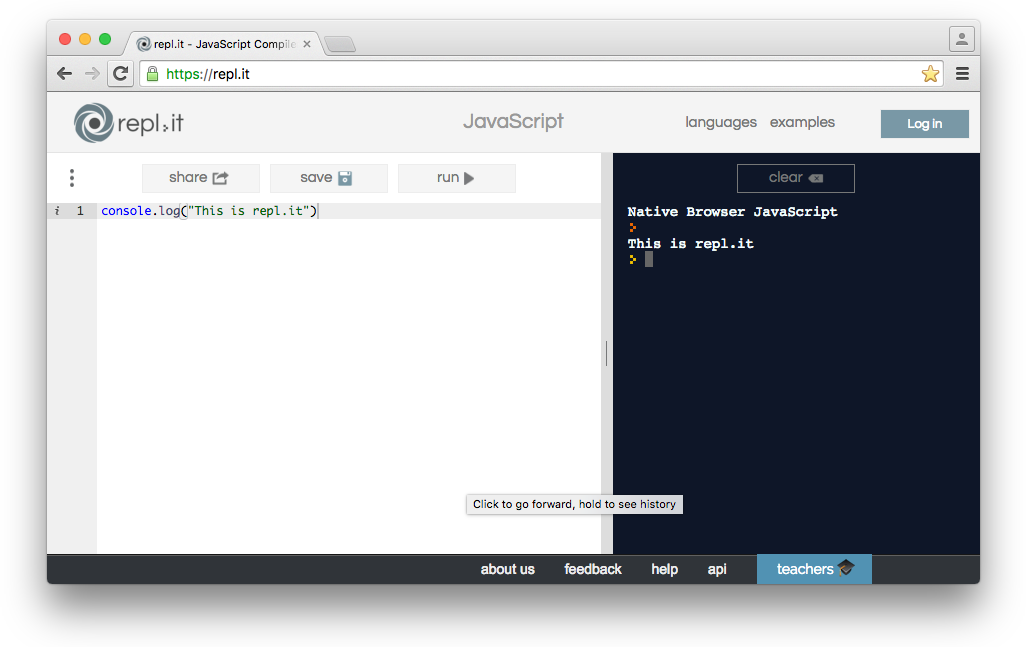 repl.it - JavaScript Compile
https://repl.it
repl.it
JavaScript
languages examples
Log in
share save run
clear
i 1 console.log("This is repl.it")
Native Browser JavaScript
>
This is repl.it
>
Click to go forward, hold to see history
about us feedback help api teachers